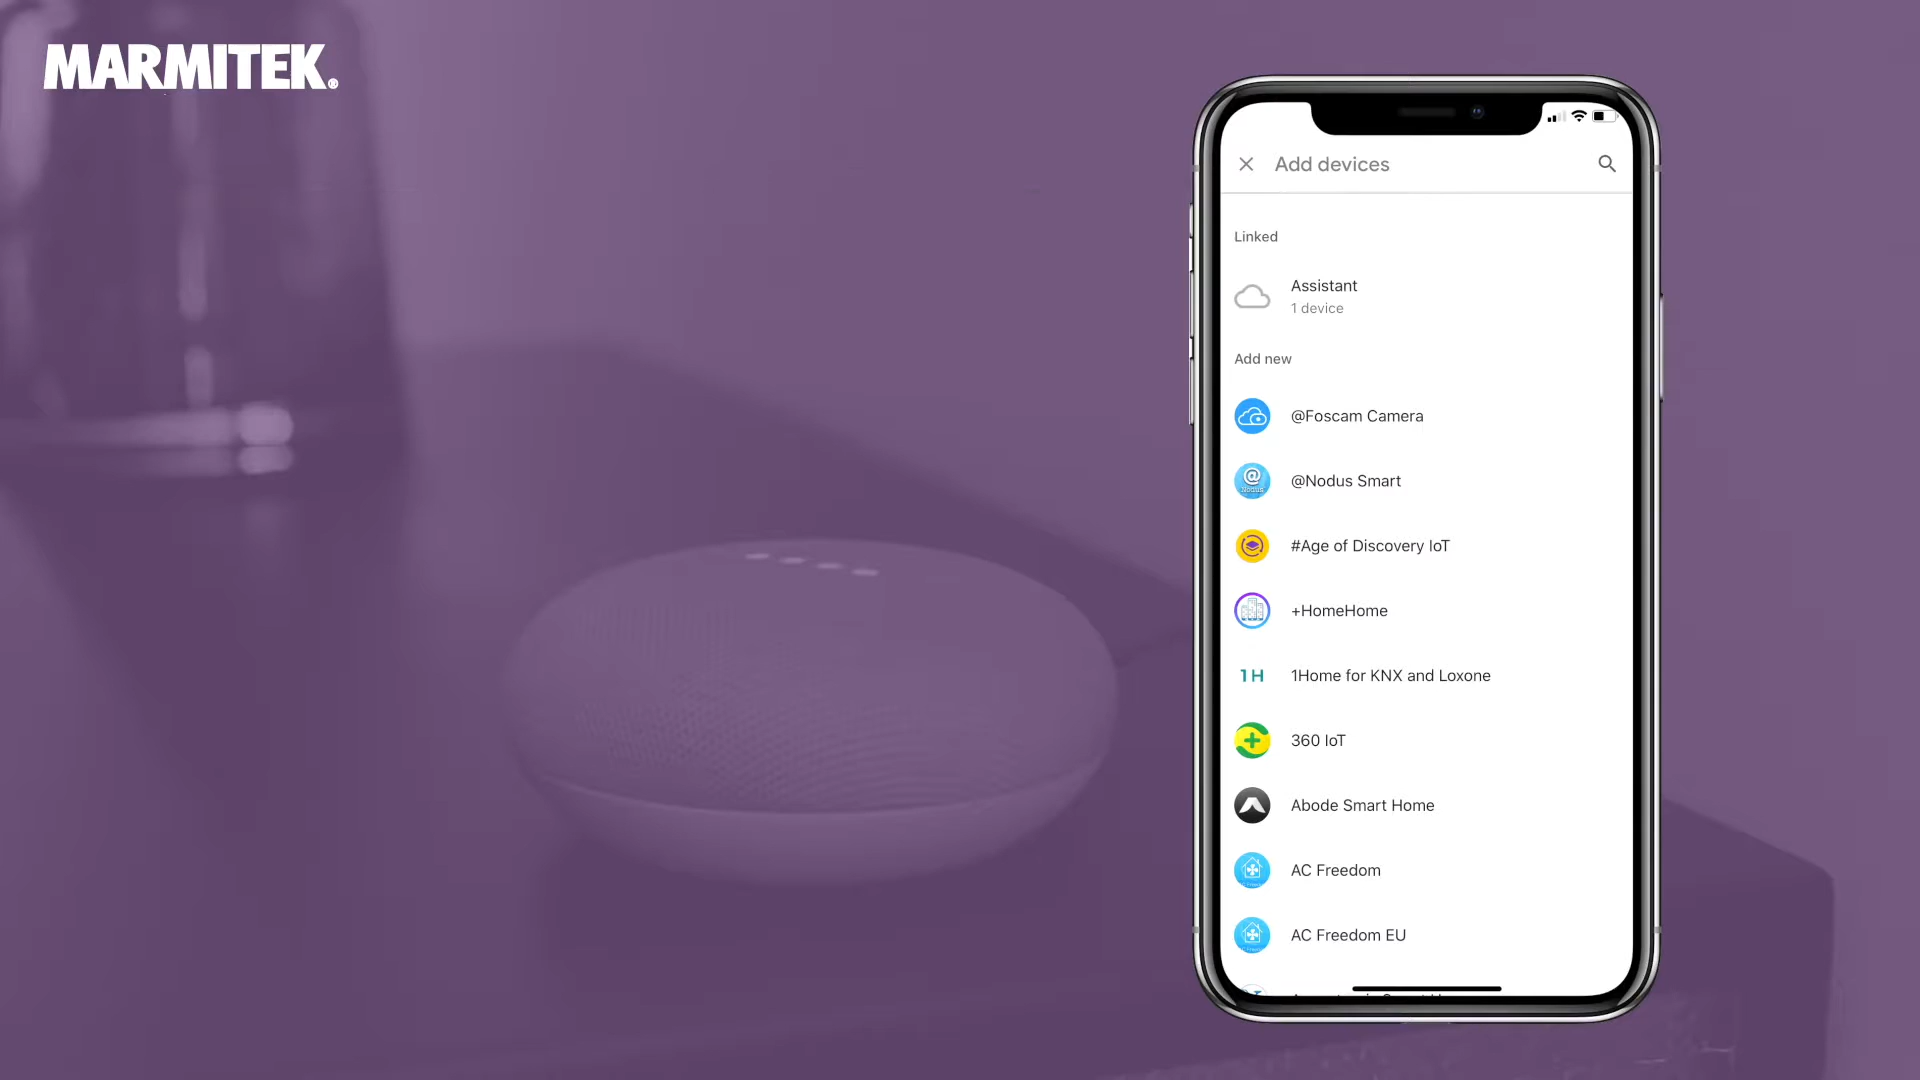 MARMITEK®
Add devices
Linked
Assistant
1 device
Add new
@Foscam Camera
@Nodus Smart
#Age of Discovery IoT
+HomeHome
1H 1Home for KNX and Loxone
360 IoT
Abode Smart Home
AC Freedom
AC Freedom EU